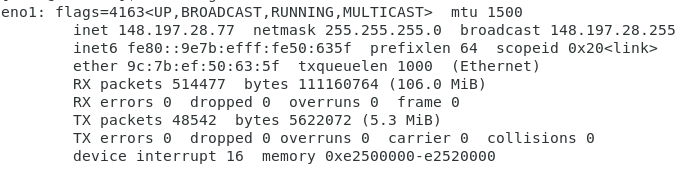 eno1: flags=4163<UP,BROADCAST,RUNNING,MULTICAST>  mtu 1500
        inet 148.197.28.77  netmask 255.255.255.0  broadcast 148.197.28.255
        inet6 fe80::9e7b:efff:fe50:635f  prefixlen 64  scopeid 0x20<link>
        ether 9c:7b:ef:50:63:5f  txqueuelen 1000  (Ethernet)
        RX packets 514477  bytes 111160764 (106.0 MiB)
        RX errors 0  dropped 0  overruns 0  frame 0
        TX packets 48542  bytes 5622072 (5.3 MiB)
        TX errors 0  dropped 0 overruns 0  carrier 0  collisions 0
        device interrupt 16  memory 0xe2500000-e2520000